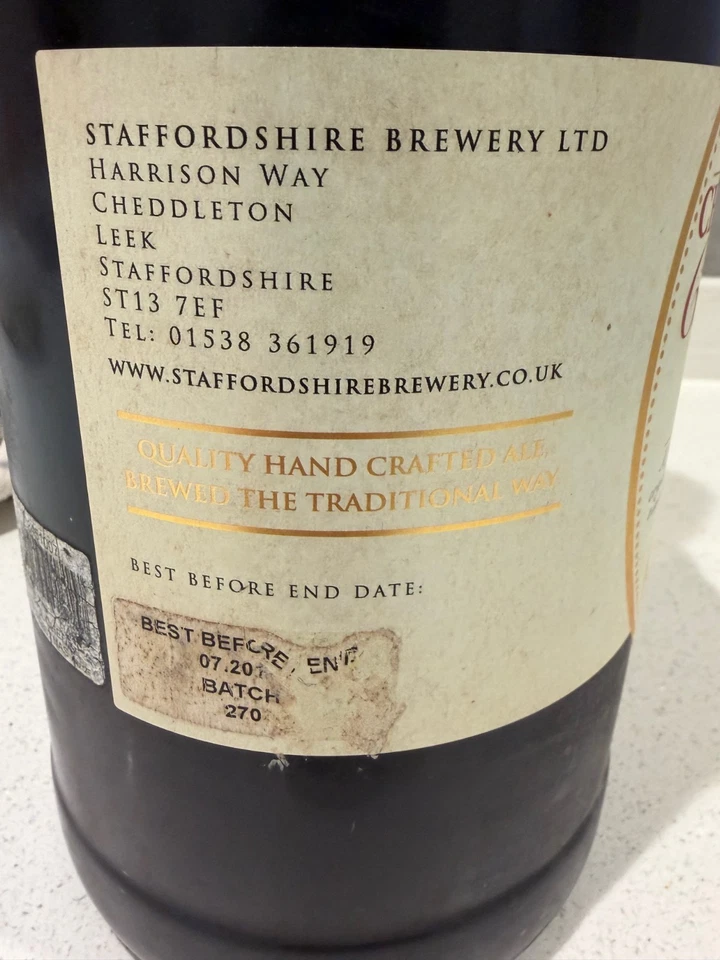 STAFFORDSHIRE BREWERY LTD
HARRISON WAY
CHEDDLETON
LEEK
STAFFORDSHIRE
ST13 7EF
TEL: 01538 361919
WWW.STAFFORDSHIREBREWERY.CO.UK
QUALITY HAND CRAFTED ALE,
BREWED THE TRADITIONAL WAY
BEST BEFORE END DATE:
BEST BEFORE, END
BATCH
270